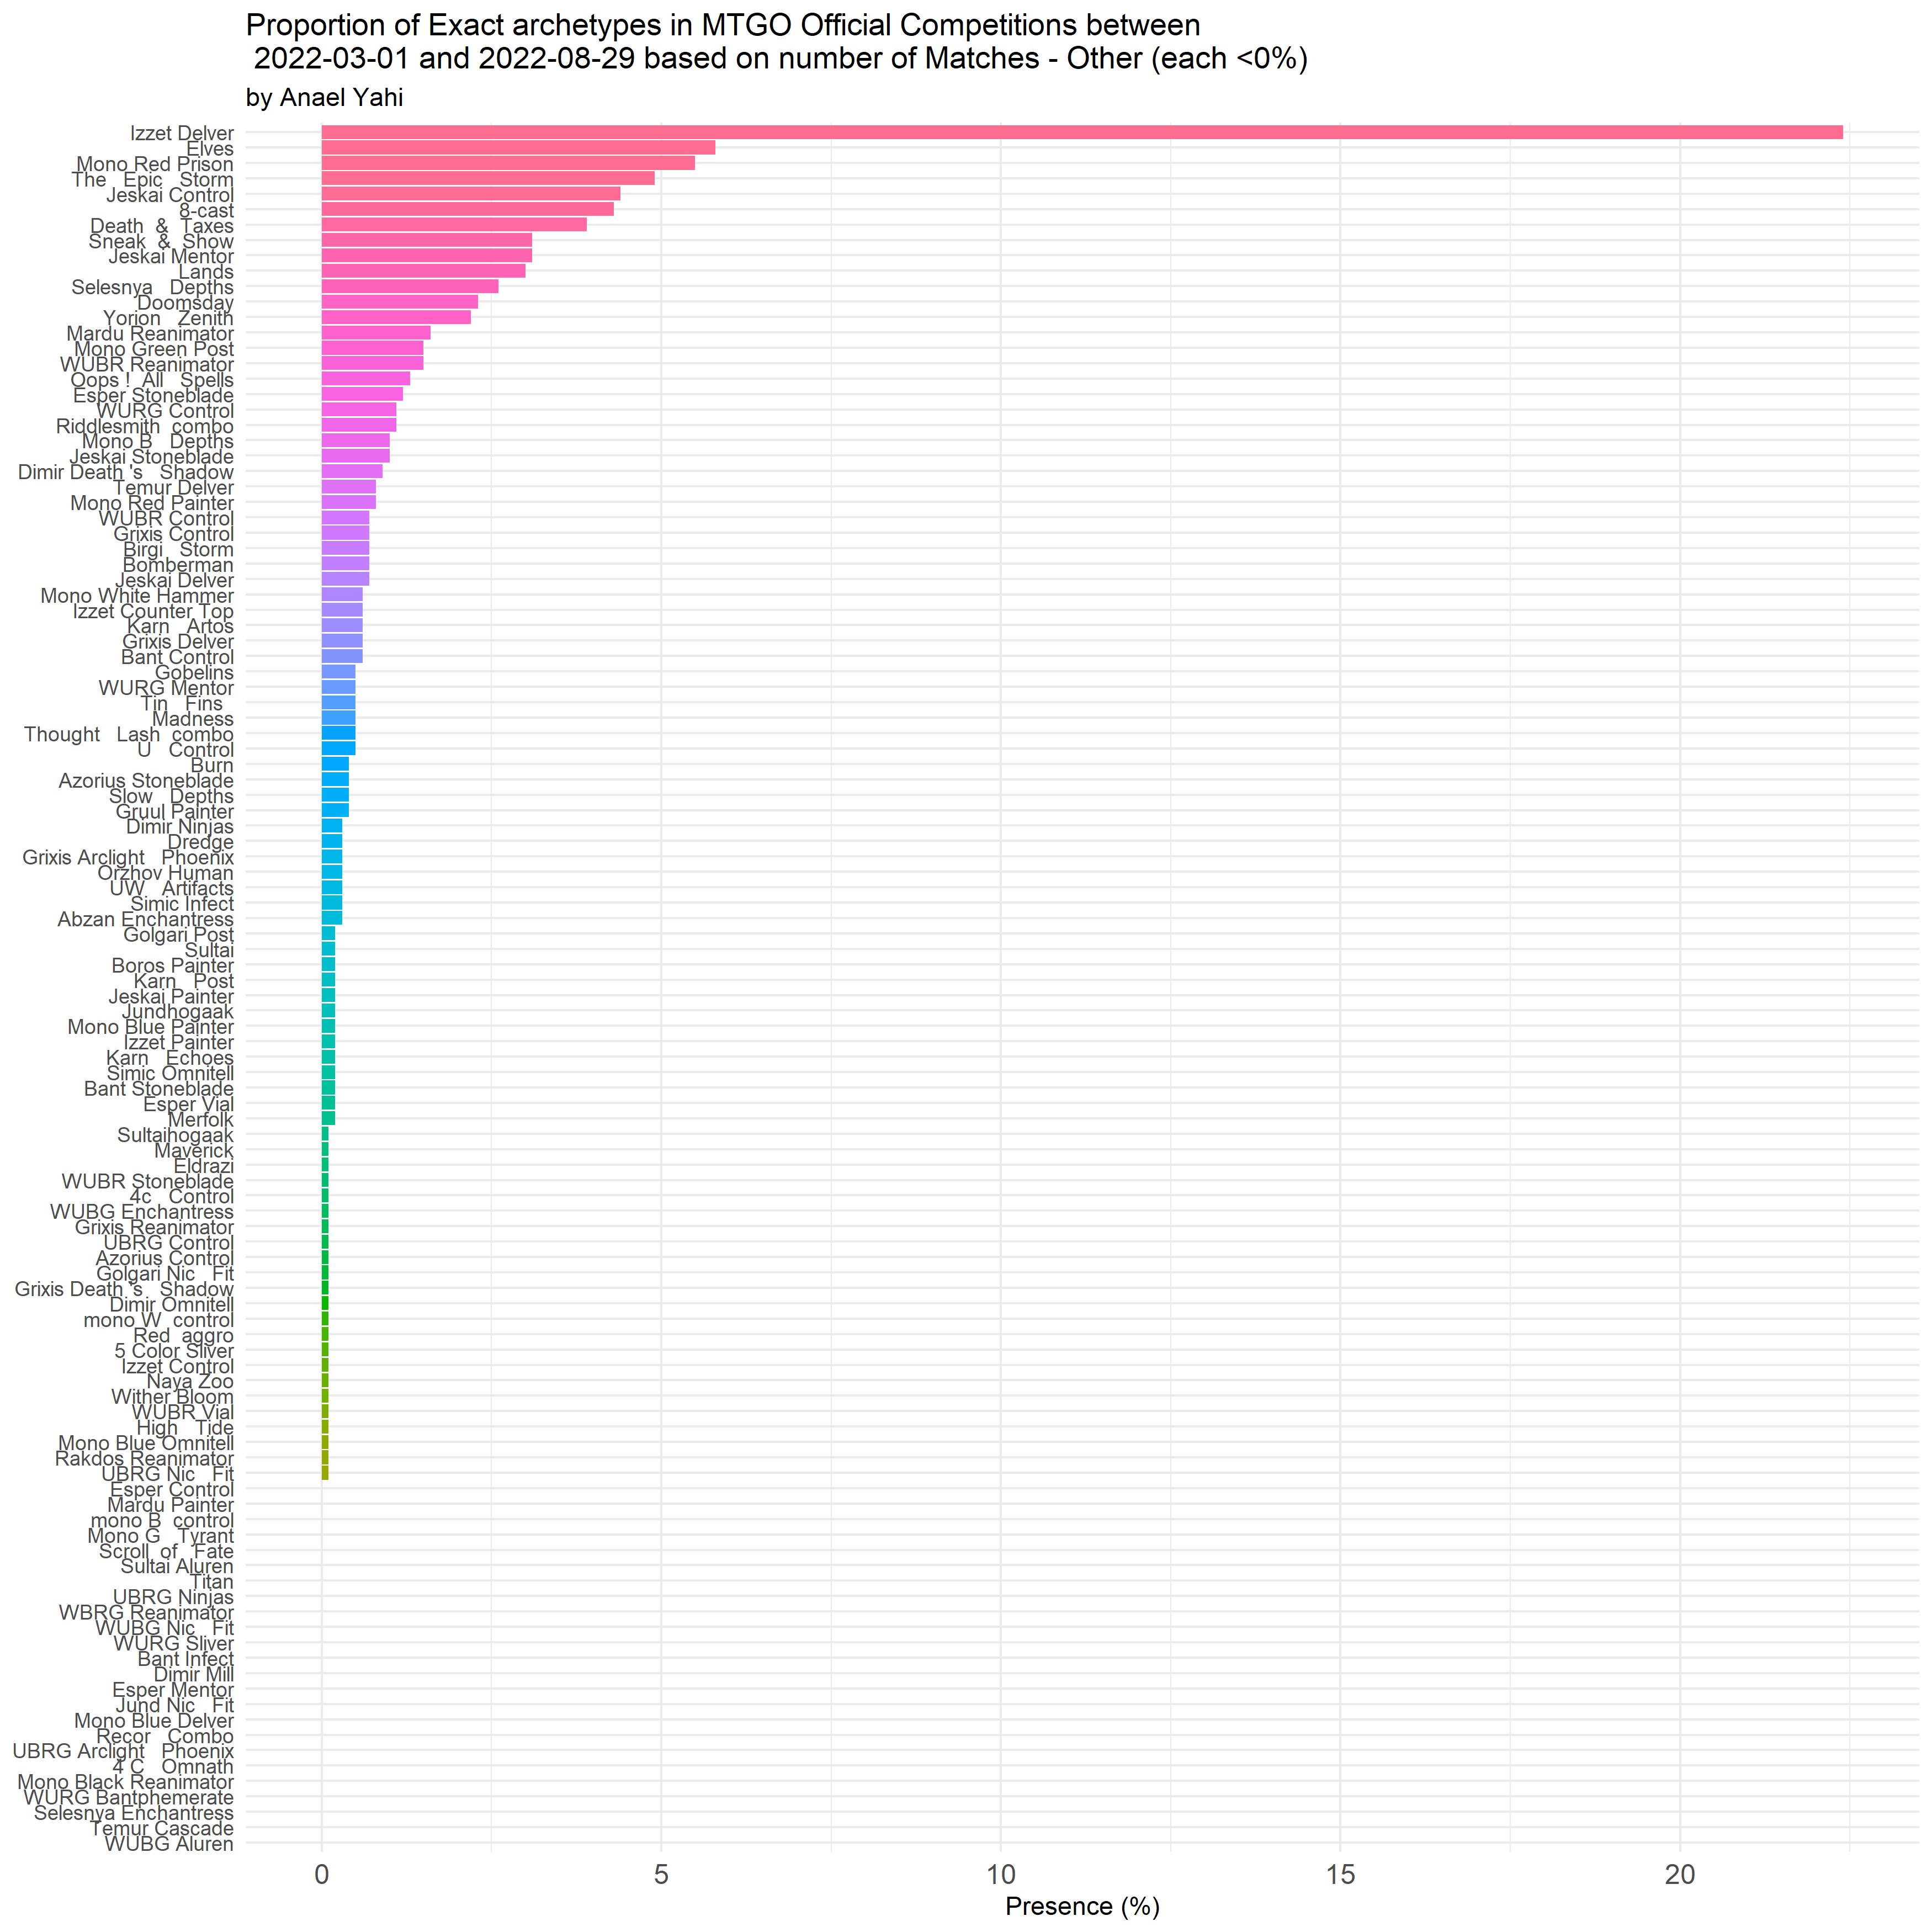 Proportion of Exact archetypes in MTGO Official Competitions between
2022-03-01 and 2022-08-29 based on number of Matches - Other (each <0%)
by Anael Yahi
Izzet Delver
Elves
Mono Red Prison
The Epic Storm
Jeskai Control
8-cast
Death & Taxes
Sneak & Show
Jeskai Mentor
Lands
Selesnya Depths
Doomsday
Yorion Zenith
Mardu Reanimator
Mono Green Post
WUBR Reanimator
Oops ! All Spells
Esper Stoneblade
WURG Control
Riddlesmith combo
Mono B Depths
Jeskai Stoneblade
Dimir Death 's Shadow
Temur Delver
Mono Red Painter
WUBR Control
Grixis Control
Birgi Storm
Bomberman
Jeskai Delver
Mono White Hammer
Izzet Counter Top
Karn Artos
Grixis Delver
Bant Control
Gobelins
WURG Mentor
Tin Fins
Madness
Thought Lash combo
U Control
Burn
Azorius Stoneblade
Slow Depths
Gruul Painter
Dimir Ninjas
Dredge
Grixis Arclight Phoenix
Orzhov Human
UW Artifacts
Simic Infect
Abzan Enchantress
Golgari Post
Sultai
Boros Painter
Karn Post
Jeskai Painter
Jundhogaak
Mono Blue Painter
Izzet Painter
Karn Echoes
Simic Omnitell
Bant Stoneblade
Esper Vial
Merfolk
Sultaihogaak
Maverick
Eldrazi
WUBR Stoneblade
4c Control
WUBG Enchantress
Grixis Reanimator
UBRG Control
Azorius Control
Golgari Nic Fit
Grixis Death 's Shadow
Dimir Omnitell
mono W control
Red aggro
5 Color Sliver
Izzet Control
Naya Zoo
Wither Bloom
WUBR Vial
High Tide
Mono Blue Omnitell
Rakdos Reanimator
UBRG Nic Fit
Esper Control
Mardu Painter
mono B control
Mono G Tyrant
Scroll of Fate
Sultai Aluren
Titan
UBRG Ninjas
WBRG Reanimator
WUBG Nic Fit
WURG Sliver
Bant Infect
Dimir Mill
Esper Mentor
Jund Nic Fit
Mono Blue Delver
Recor Combo
UBRG Arclight Phoenix
4 C Omnath
Mono Black Reanimator
WURG Bantphemerate
Selesnya Enchantress
Temur Cascade
WUBG Aluren
0 5 10 15 20
Presence (%)